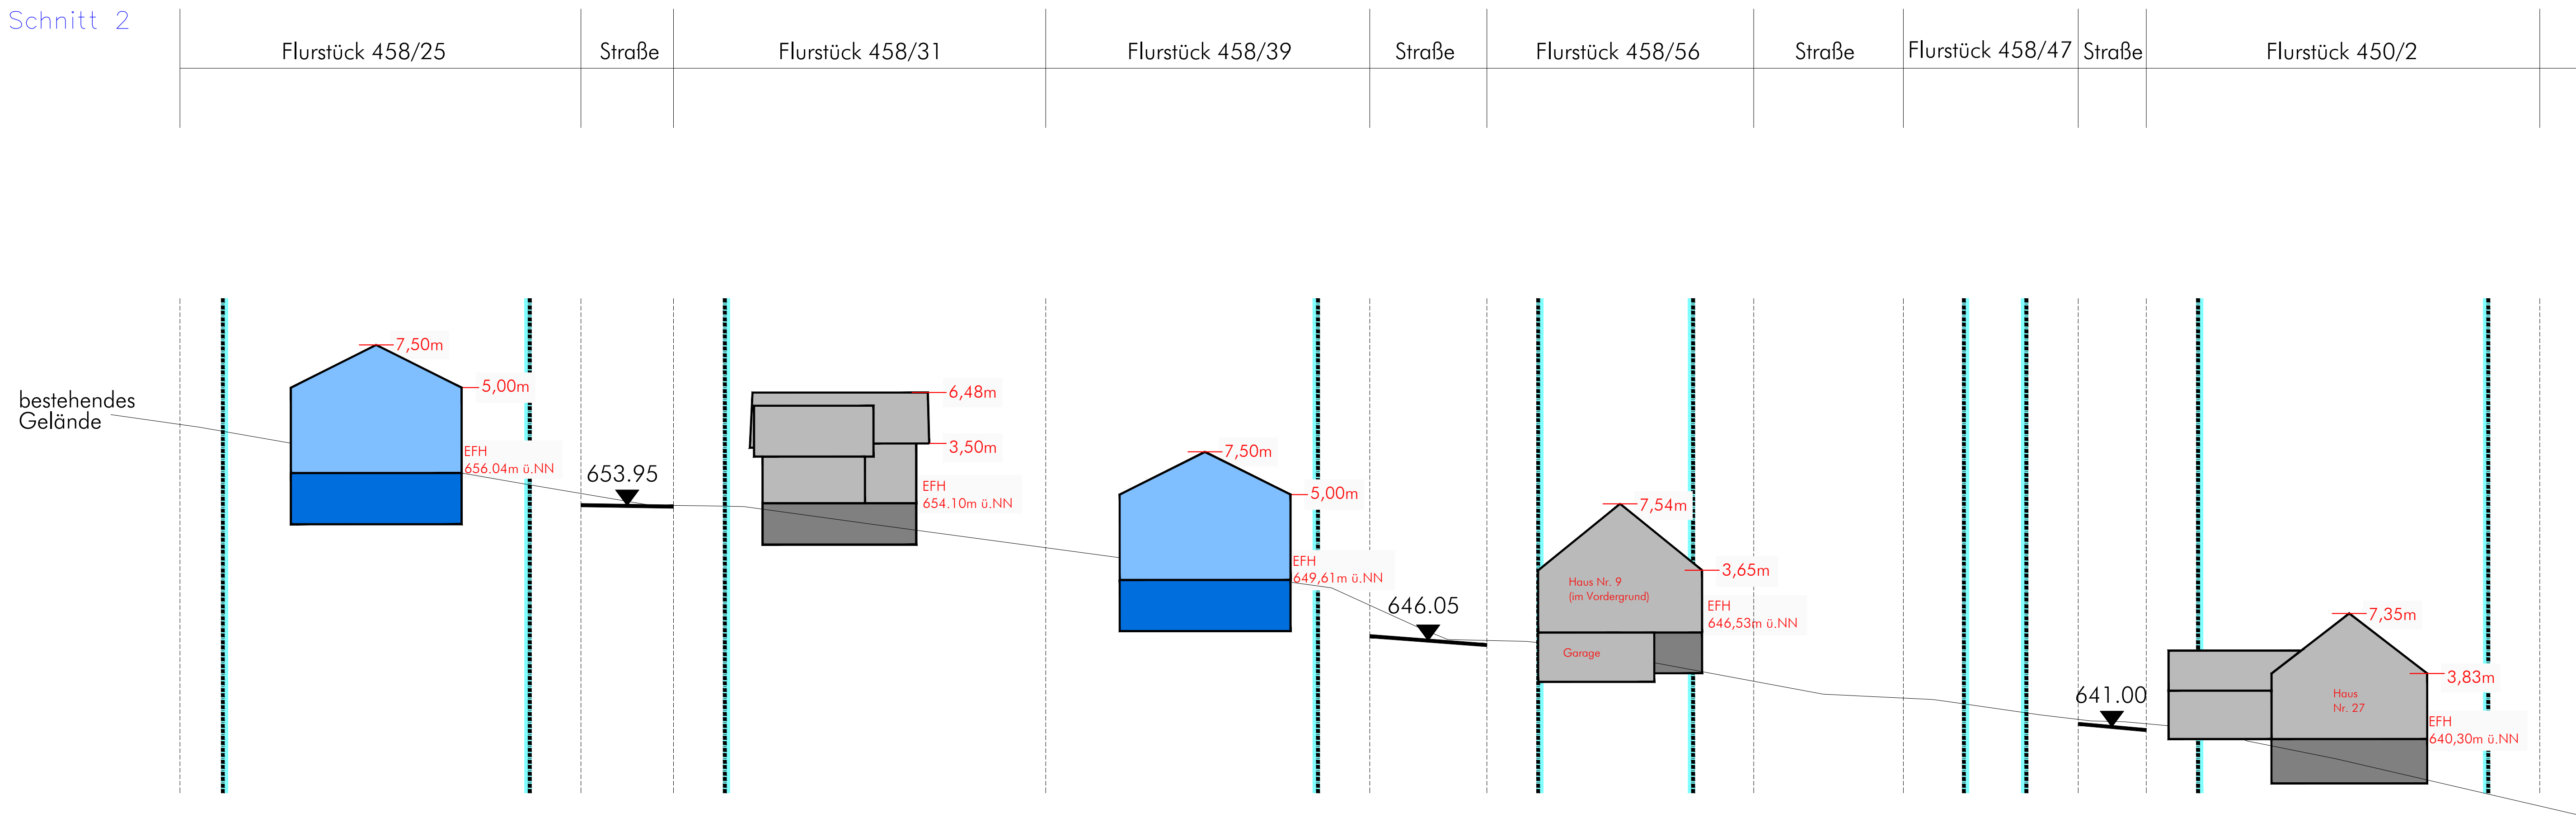 Schnitt 2
Flurstück 458/25
Straße
Flurstück 458/31
Flurstück 458/39
Straße
Flurstück 458/56
Straße
Flurstück 458/47
Straße
Flurstück 450/2
bestehendes
Gelände
7,50m
5,00m
EFH
656.04m ü.NN
653.95
6,48m
3,50m
EFH
654.10m ü.NN
7,50m
5,00m
EFH
649,61m ü.NN
646.05
7,54m
3,65m
Haus Nr. 9
(im Vordergrund)
EFH
646,53m ü.NN
Garage
641.00
7,35m
3,83m
Haus
Nr. 27
EFH
640,30m ü.NN